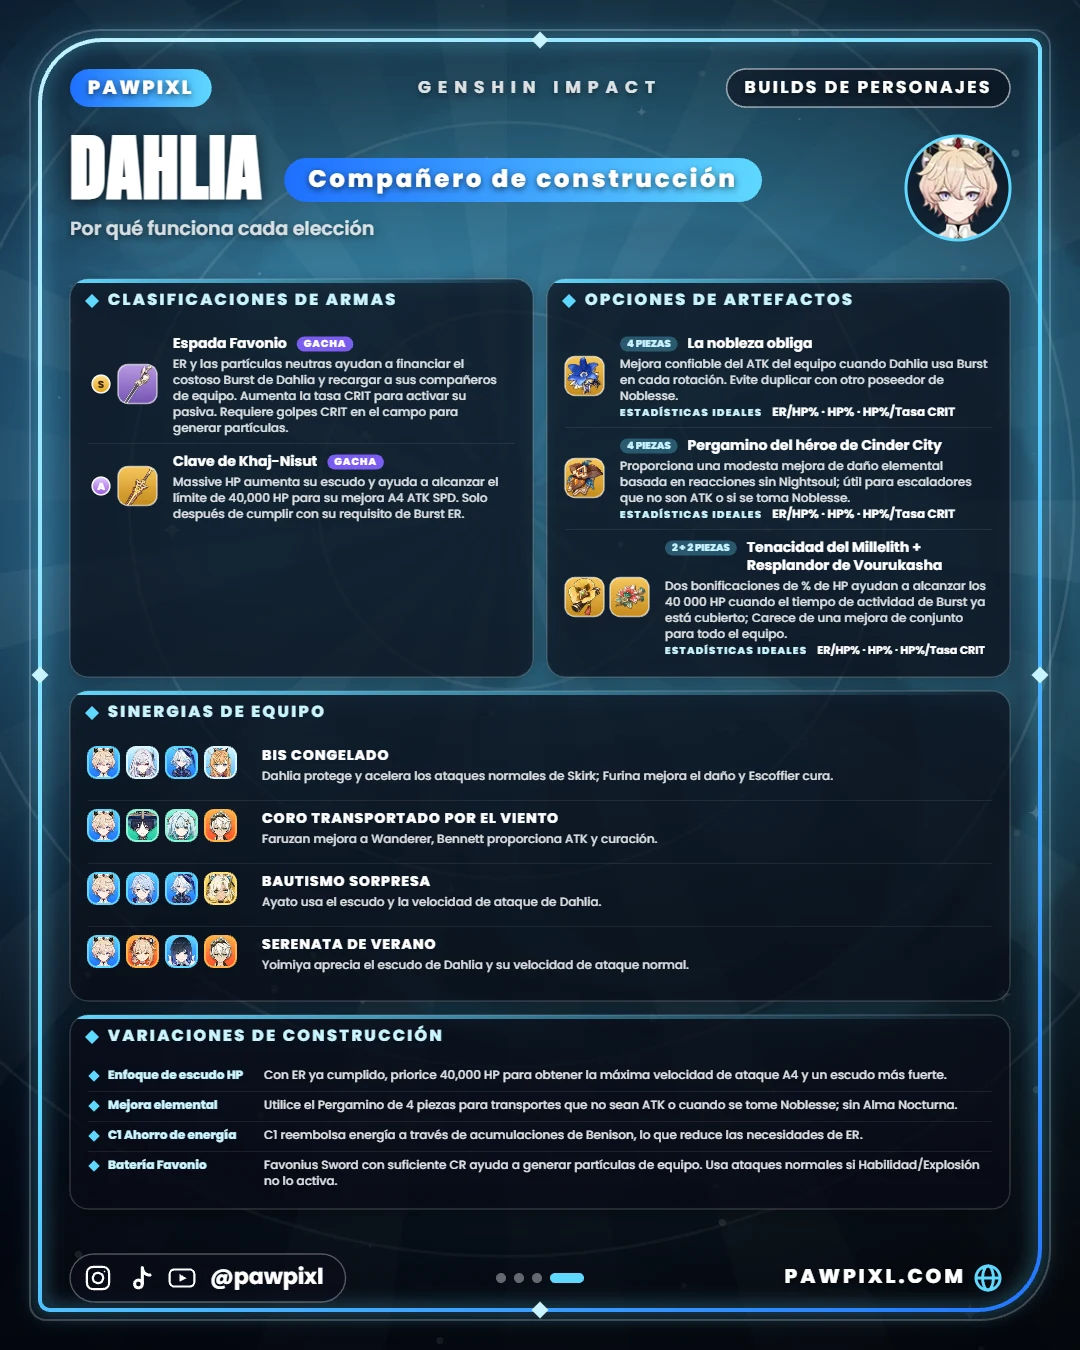 PAWPIXL
GENSHIN IMPACT
BUILDS DE PERSONAJES
DAHLIA
Compañero de construcción
Por qué funciona cada elección
CLASIFICACIONES DE ARMAS
S
Espada Favonio GACHA
ER y las partículas neutras ayudan a financiar el
costoso Burst de Dahlia y recargar a sus compañeros
de equipo. Aumenta la tasa CRIT para activar su
pasiva. Requiere golpes CRIT en el campo para
generar partículas.
A
Clave de Khaj-Nisut GACHA
Massive HP aumenta su escudo y ayuda a alcanzar el
límite de 40,000 HP para su mejora A4 ATK SPD. Solo
después de cumplir con su requisito de Burst ER.
OPCIONES DE ARTEFACTOS
4 PIEZAS La nobleza obliga
Mejora confiable del ATK del equipo cuando Dahlia usa Burst
en cada rotación. Evite duplicar con otro poseedor de
Noblesse.
ESTADÍSTICAS IDEALES ER/HP% · HP% · HP%/Tasa CRIT
4 PIEZAS Pergamino del héroe de Cinder City
Proporciona una modesta mejora de daño elemental
basada en reacciones sin Nightsoul; útil para escaladores
que no son ATK o si se toma Noblesse.
ESTADÍSTICAS IDEALES ER/HP% · HP% · HP%/Tasa CRIT
2 + 2 PIEZAS Tenacidad del Millelith +
Resplandor de Vourukasha
Dos bonificaciones de % de HP ayudan a alcanzar los
40 000 HP cuando el tiempo de actividad de Burst ya
está cubierto; Carece de una mejora de conjunto
para todo el equipo.
ESTADÍSTICAS IDEALES ER/HP% · HP% · HP%/Tasa CRIT
SINERGIAS DE EQUIPO
BIS CONGELADO
Dahlia protege y acelera los ataques normales de Skirk; Furina mejora el daño y Escoffier cura.
CORO TRANSPORTADO POR EL VIENTO
Faruzan mejora a Wanderer, Bennett proporciona ATK y curación.
BAUTISMO SORPRESA
Ayato usa el escudo y la velocidad de ataque de Dahlia.
SERENATA DE VERANO
Yoimiya aprecia el escudo de Dahlia y su velocidad de ataque normal.
VARIACIONES DE CONSTRUCCIÓN
Enfoque de escudo HP Con ER ya cumplido, priorice 40,000 HP para obtener la máxima velocidad de ataque A4 y un escudo más fuerte.
Mejora elemental Utilice el Pergamino de 4 piezas para transportes que no sean ATK o cuando se tome Noblesse; sin Alma Nocturna.
C1 Ahorro de energía C1 reembolsa energía a través de acumulaciones de Benison, lo que reduce las necesidades de ER.
Batería Favonio Favonius Sword con suficiente CR ayuda a generar partículas de equipo. Usa ataques normales si Habilidad/Explosión
no lo activa.
@pawpixl
PAWPIXL.COM